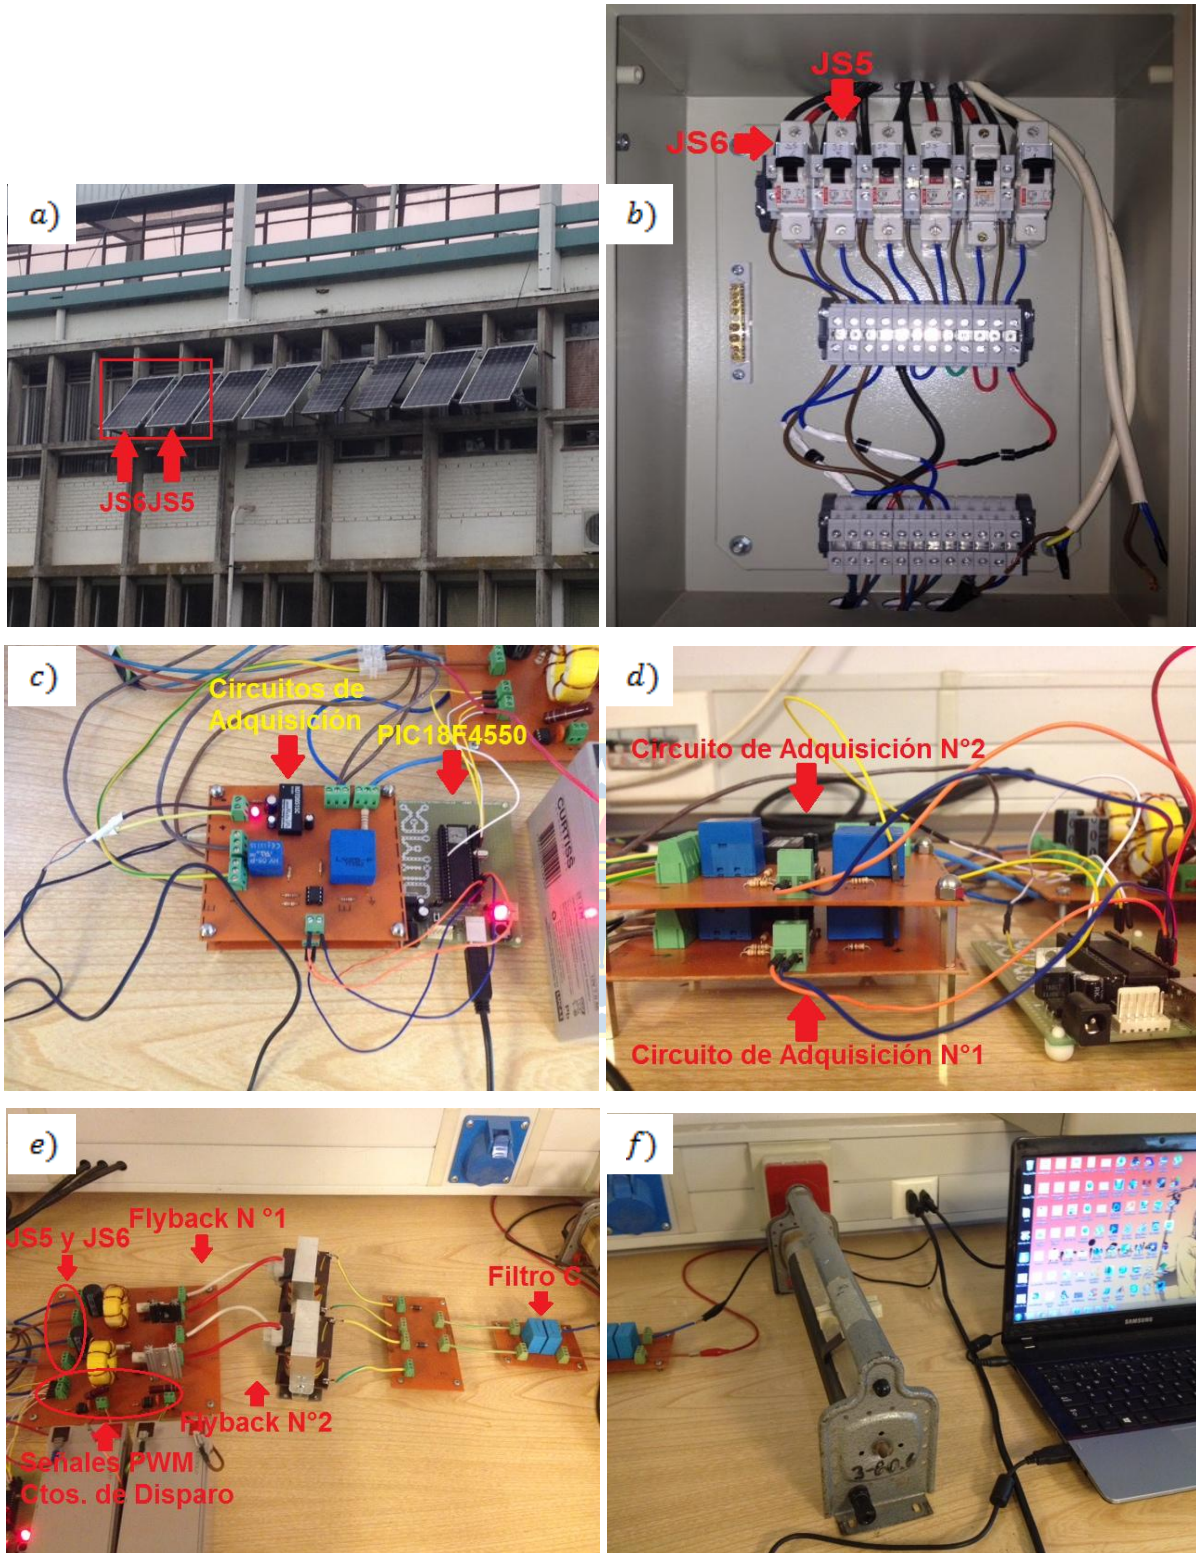 a)
JS6JS5
b)
JS5
JS6
c)
Circuitos de
Adquisición
PIC18F4550
CURTISS
d)
Circuito de Adquisición N°2
Circuito de Adquisición N°1
e)
Flyback N °1
JS5 y JS6
Filtro C
Flyback N°2
Señales PWM
Ctos. de Disparo
f)
SAMSUNG